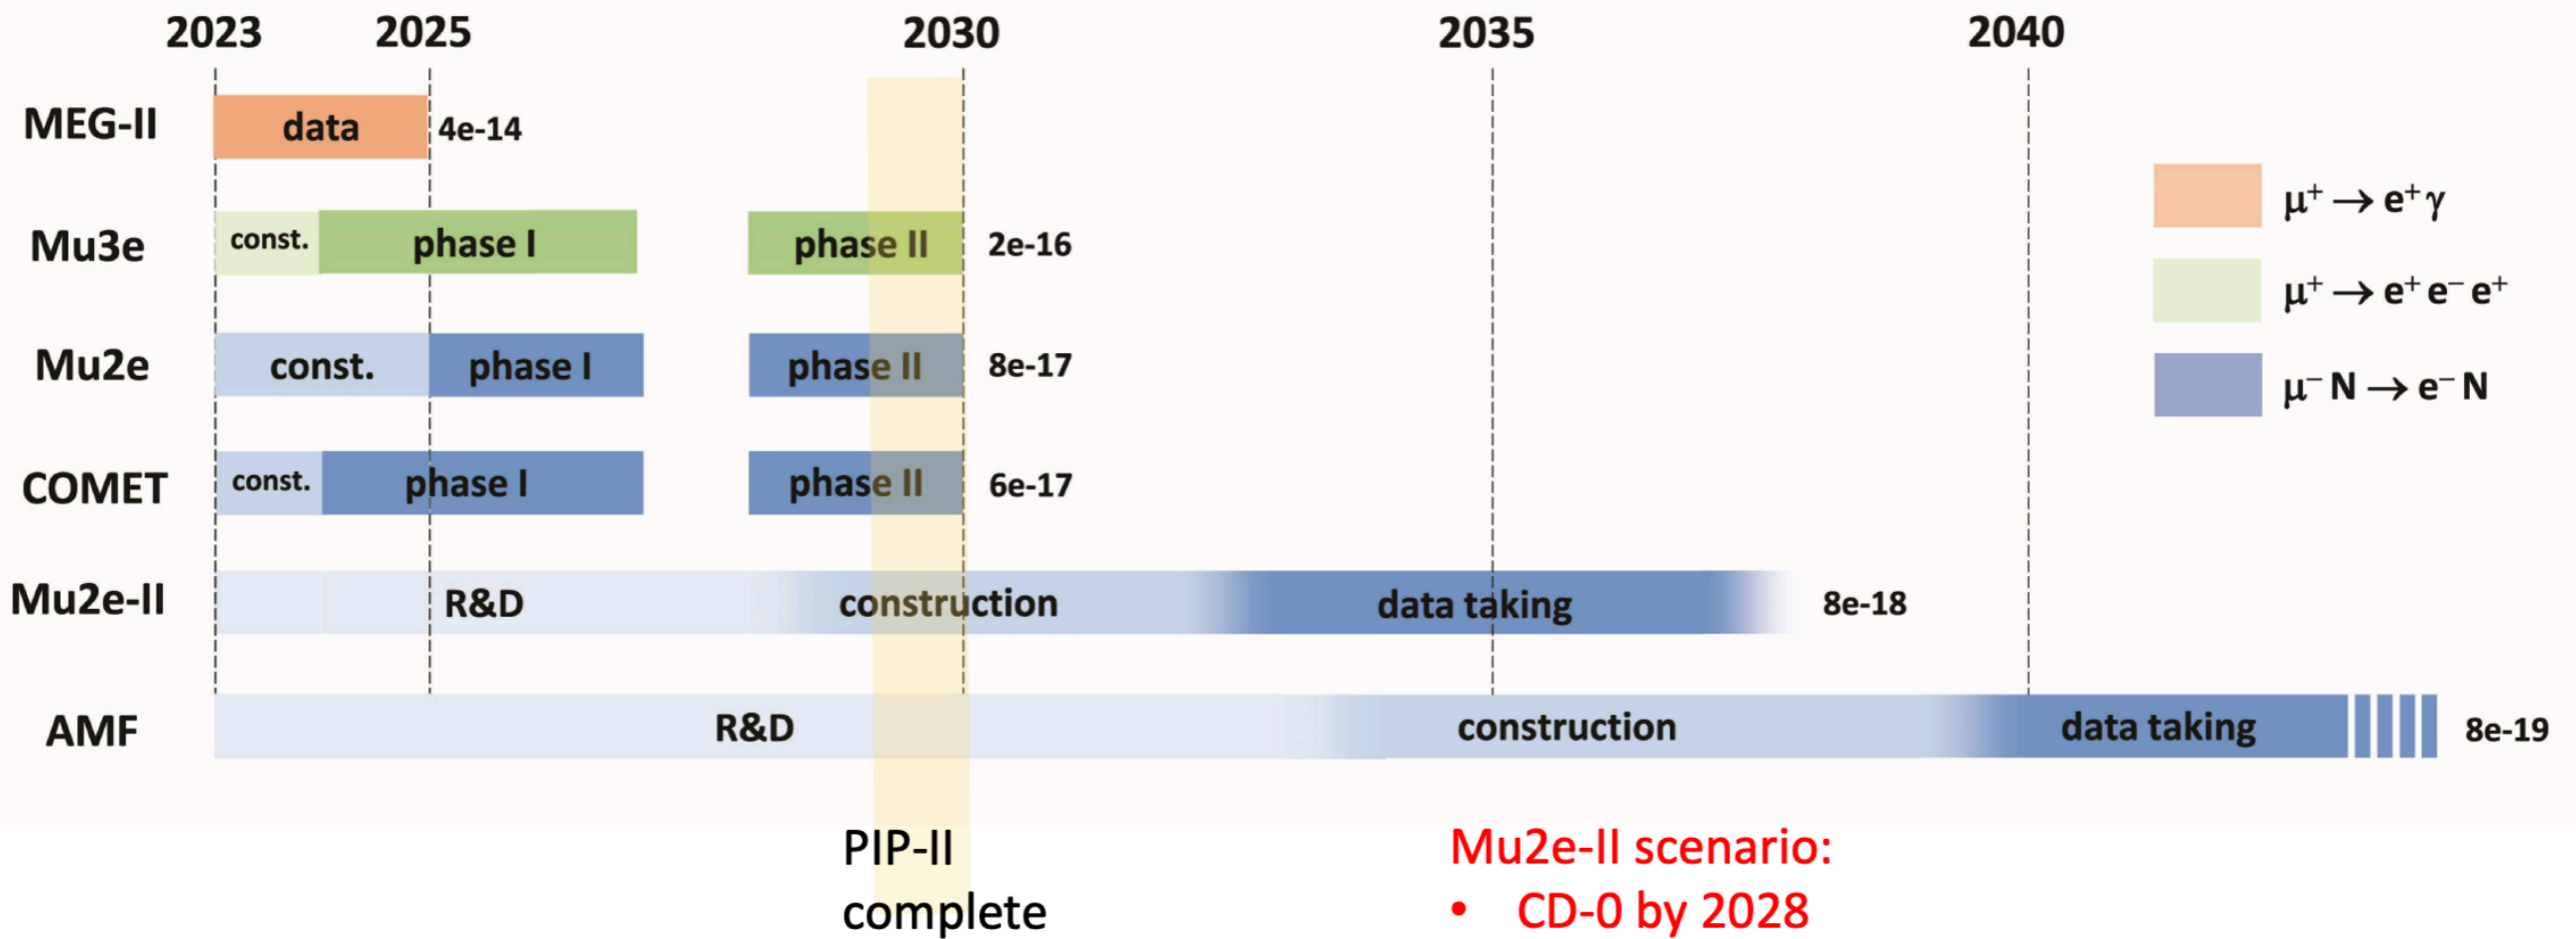 2023 2025 2030 2035 2040
MEG-II data 4e-14
μ⁺ → e⁺ γ
Mu3e const. phase I phase II 2e-16
μ⁺ → e⁺ e⁻ e⁺
Mu2e const. phase I phase II 8e-17
μ⁻ N → e⁻ N
COMET const. phase I phase II 6e-17
Mu2e-II R&D construction data taking 8e-18
AMF R&D construction data taking 8e-19
PIP-II
complete
Mu2e-II scenario:
• CD-0 by 2028